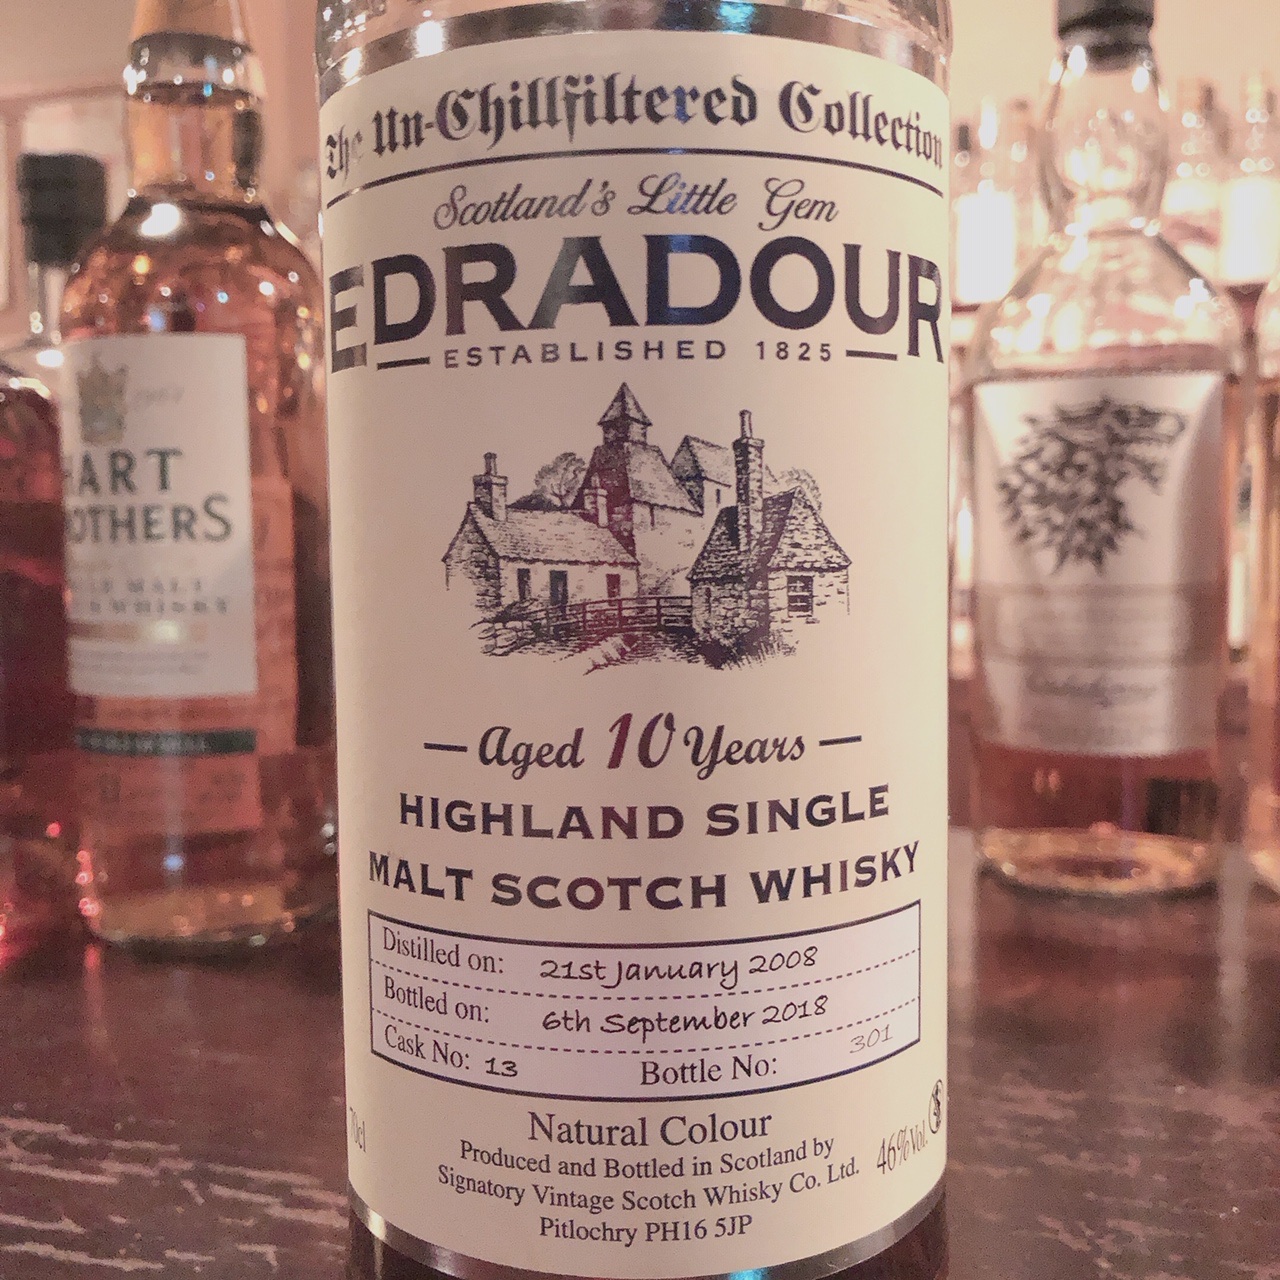 The Un-Chillfiltered Collection
Scotland's Little Gem
EDRADOUR
ESTABLISHED 1825
Aged 10 Years
HIGHLAND SINGLE
MALT SCOTCH WHISKY
Distilled on: 21st January 2008
Bottled on: 6th September 2018
Cask No: 13 Bottle No: 301
Natural Colour
70cl
46%Vol.
Produced and Bottled in Scotland by
Signatory Vintage Scotch Whisky Co. Ltd.
Pitlochry PH16 5JP
HART
OTHERS